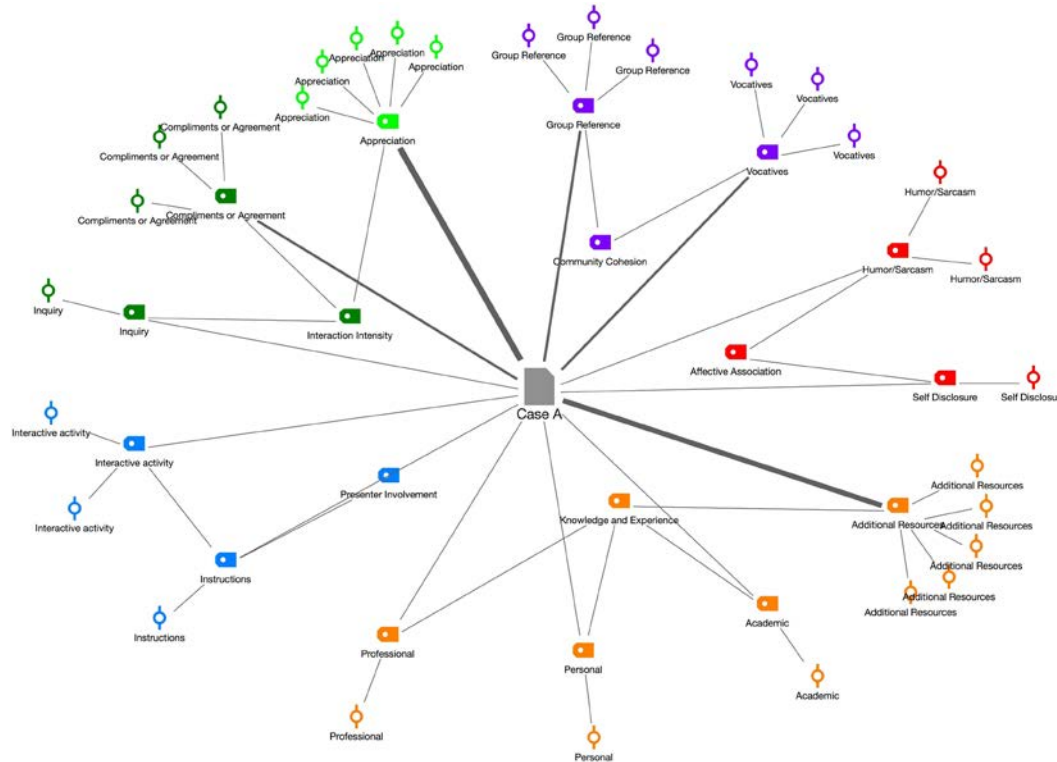 Group Reference
Appreciation
Appreciation
Appreciation
Group Reference
Group Reference
Appreciation
Vocatives
Vocatives
Appreciation
Group Reference
Compliments or Agreement
Appreciation
Vocatives
Compliments or Agreement
Vocatives
Humor/Sarcasm
Compliments or Agreement
Compliments or Agreement
Community Cohesion
Humor/Sarcasm
Humor/Sarcasm
Inquiry
Inquiry
Interaction Intensity
Affective Association
Self Disclosure
Self Disclosu
Case A
Interactive activity
Interactive activity
Presenter Involvement
Additional Resources
Interactive activity
Knowledge and Experience
Additional Resources
Additional Resources
Additional Resources
Instructions
Additional Resources
Additional Resources
Academic
Instructions
Professional
Personal
Academic
Professional
Personal